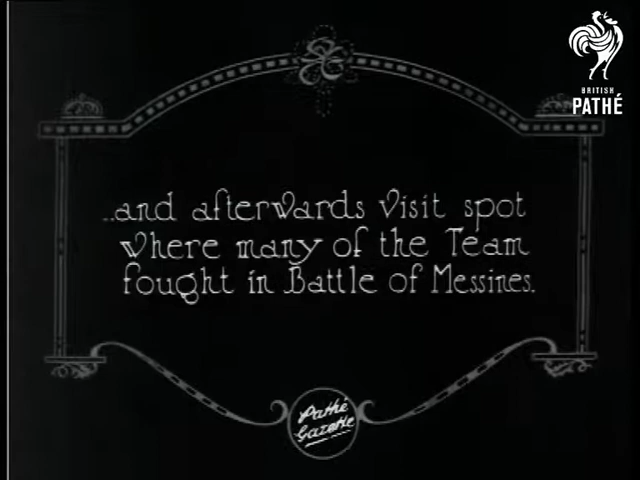 BRITISH
PATHÉ
..and afterwards visit spot
where many of the Team
fought in Battle of Messines.
Pathé
Gazette